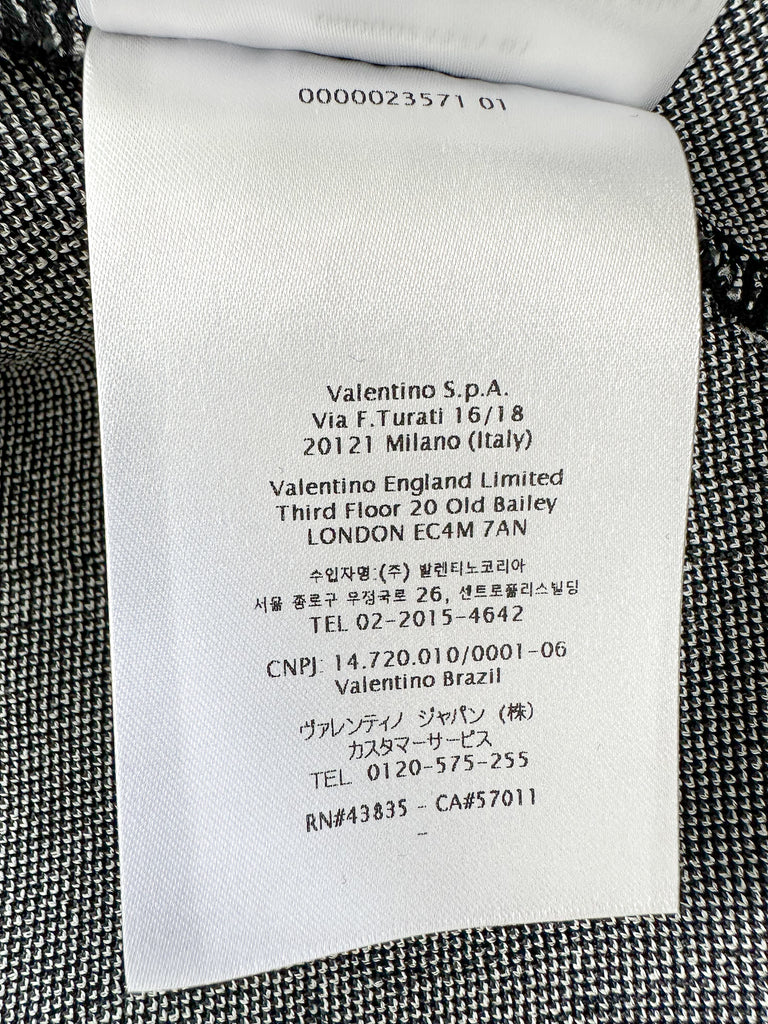 0000023571 01
Valentino S.p.A.
Via F.Turati 16/18
20121 Milano (Italy)
Valentino England Limited
Third Floor 20 Old Bailey
LONDON EC4M 7AN
수입자명:(주) 발렌티노코리아
서울 종로구 우정국로 26, 센트로폴리스빌딩
TEL 02-2015-4642
CNPJ: 14.720.010/0001-06
Valentino Brazil
ヴァレンティノ ジャパン (株)
カスタマーサービス
TEL 0120-575-255
RN#43835 - CA#57011
-